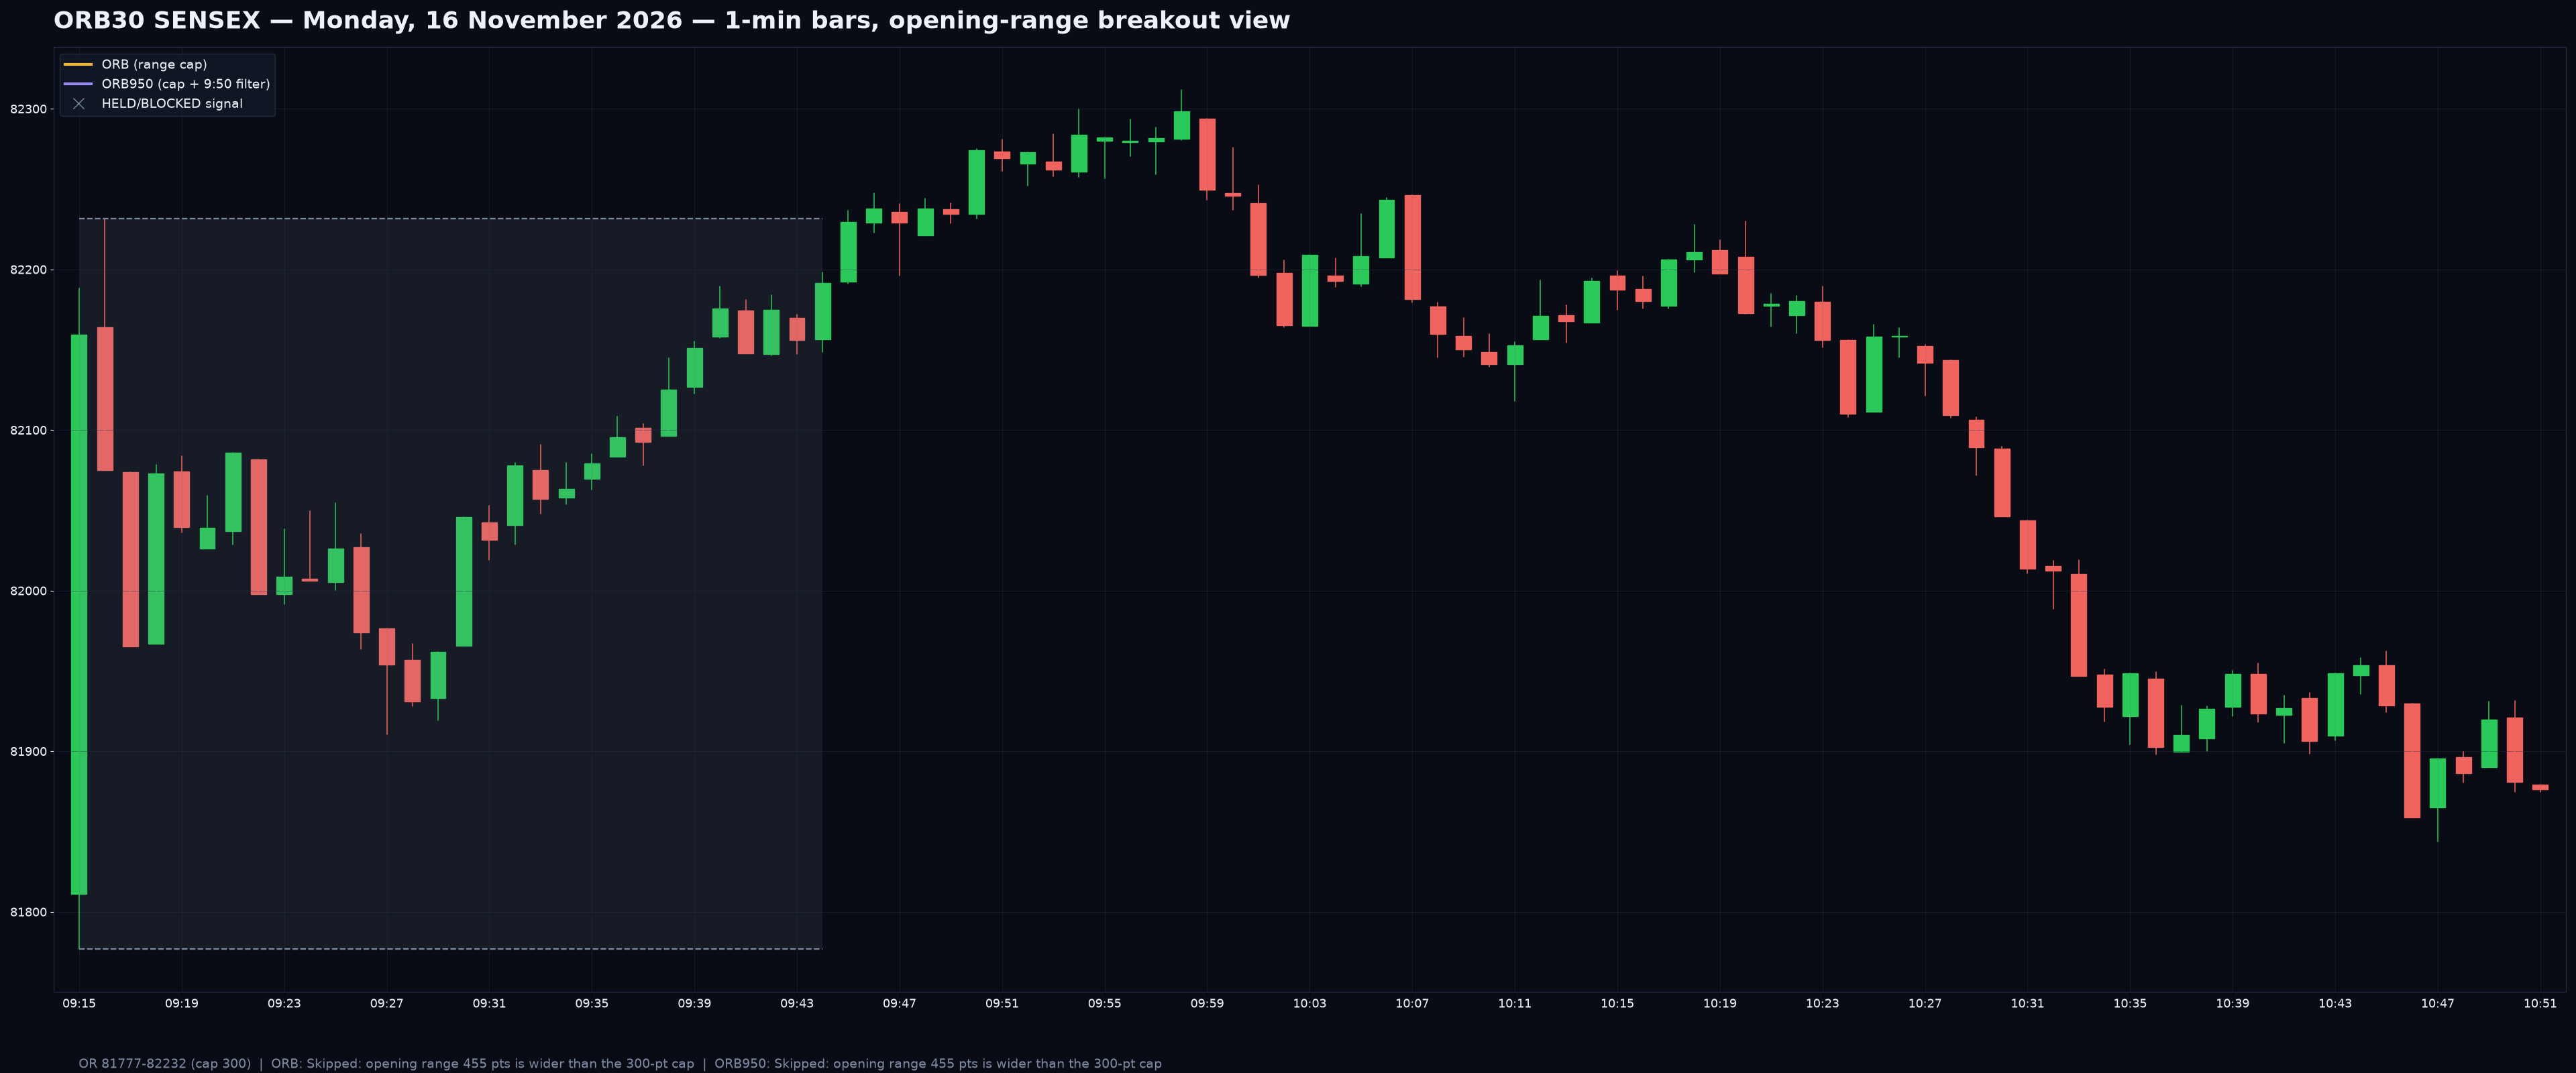 ORB30 SENSEX — Monday, 16 November 2026 — 1-min bars, opening-range breakout view
ORB (range cap)
ORB950 (cap + 9:50 filter)
HELD/BLOCKED signal
82300
82200
82100
82000
81900
81800
09:15 09:19 09:23 09:27 09:31 09:35 09:39 09:43 09:47 09:51 09:55 09:59 10:03 10:07 10:11 10:15 10:19 10:23 10:27 10:31 10:35 10:39 10:43 10:47 10:51
OR 81777-82232 (cap 300) | ORB: Skipped: opening range 455 pts is wider than the 300-pt cap | ORB950: Skipped: opening range 455 pts is wider than the 300-pt cap